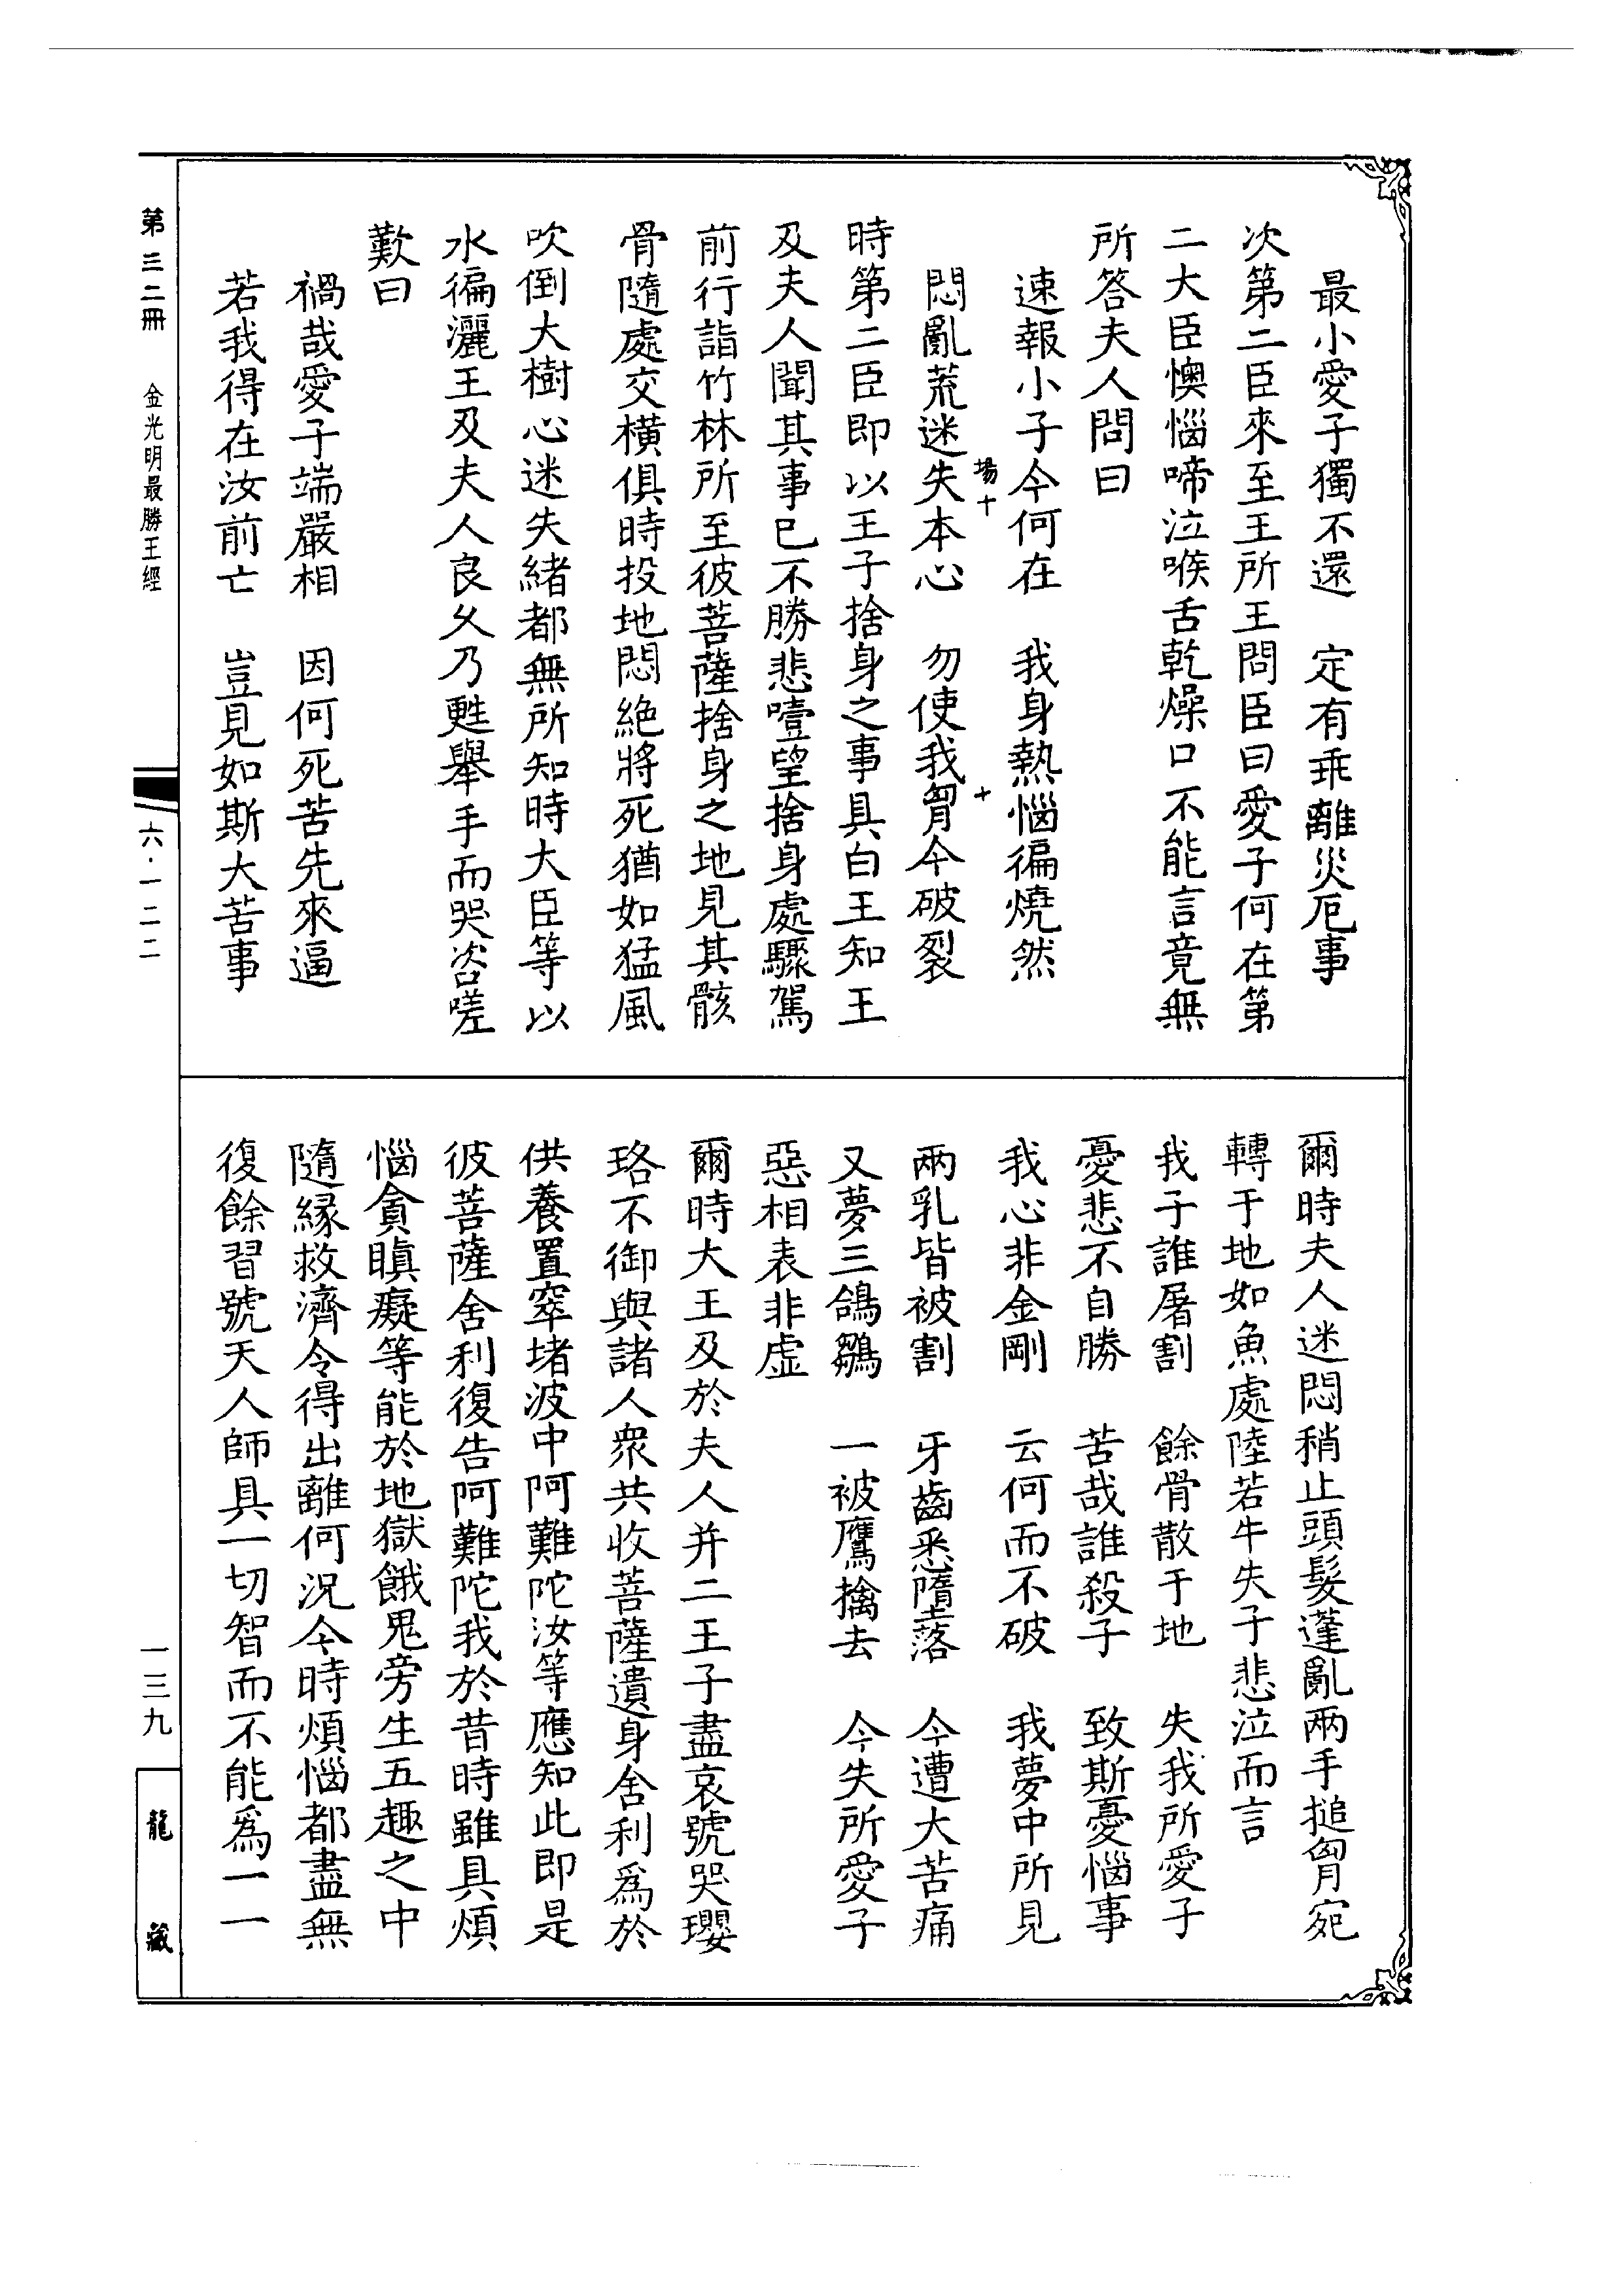 最小愛子獨不還　定有乖離災厄事
次第二臣來至王所王問臣曰愛子何在第
二大臣懊惱啼泣喉舌乾燥口不能言竟無
所答夫人問曰
速報小子今何在　我身熱惱徧燒然
悶亂荒迷失本心　勿使我胷今破裂
場十
十
時第二臣即以王子捨身之事具白王知王
及夫人聞其事已不勝悲噎望捨身處驟駕
前行詣竹林所至彼菩薩捨身之地見其骸
骨隨處交橫俱時投地悶絕將死猶如猛風
吹倒大樹心迷失緒都無所知時大臣等以
水徧灑王及夫人良久乃甦舉手而哭咨嗟
歎曰
禍哉愛子端嚴相　因何死苦先來逼
若我得在汝前亡　豈見如斯大苦事
爾時夫人迷悶稍止頭髮蓬亂兩手搥胷宛
轉于地如魚處陸若牛失子悲泣而言
我子誰屠割　餘骨散于地　失我所愛子
憂悲不自勝　苦哉誰殺子　致斯憂惱事
我心非金剛　云何而不破　我夢中所見
兩乳皆被割　牙齒悉墮落　今遭大苦痛
又夢三鴿鶵　一被鷹擒去　今失所愛子
惡相表非虛
爾時大王及於夫人并二王子盡哀號哭瓔
珞不御與諸人衆共收菩薩遺身舍利爲於
供養置窣堵波中阿難陀汝等應知此即是
彼菩薩舍利復告阿難陀我於昔時雖具煩
惱貪瞋癡等能於地獄餓鬼旁生五趣之中
隨緣救濟令得出離何況今時煩惱都盡無
復餘習號天人師具一切智而不能爲一一
第三二冊　金光明最勝王經
六·一二二
一三九
龍藏